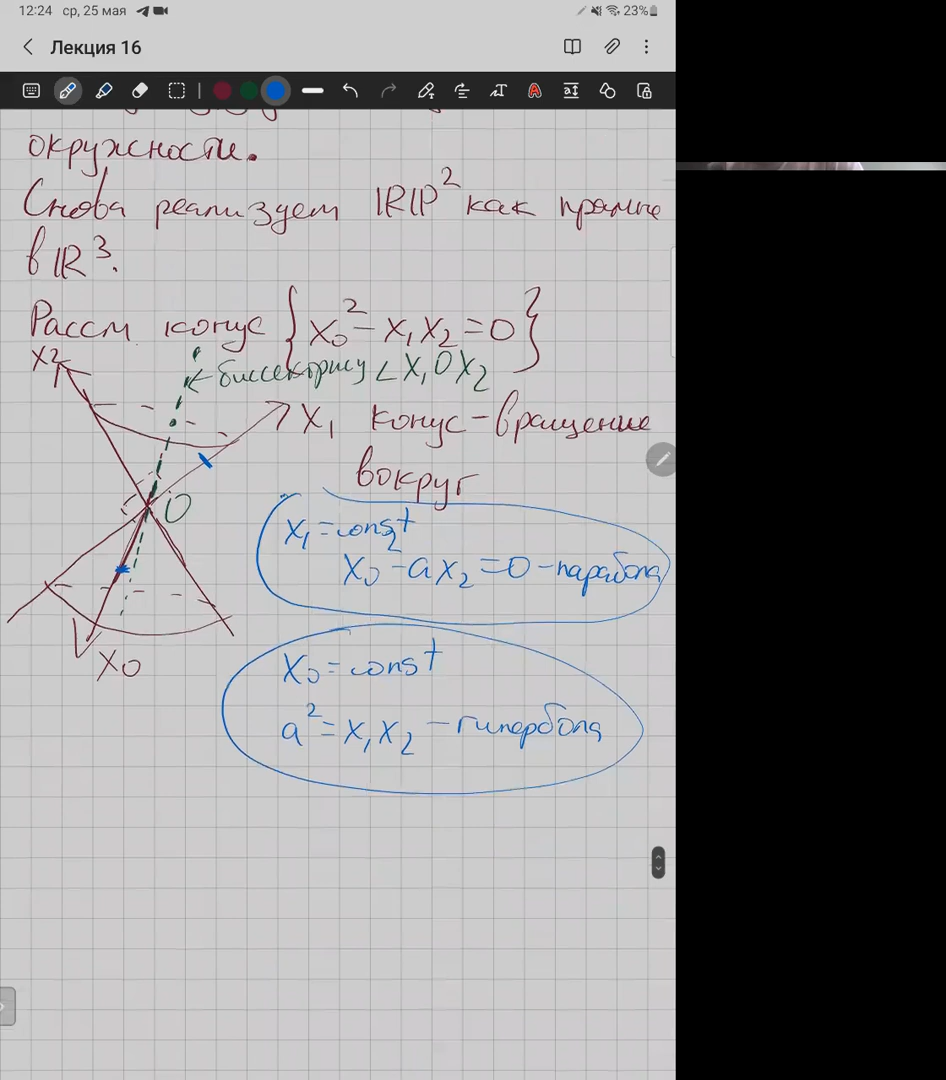 12:24 ср, 25 мая 23%
Лекция 16
окружности.
Снова реализуем ℝP² как прямые
в ℝ³.
Рассм. конус {x₀² - x₁x₂ = 0}
x₂
← биссектрису ∠x₁Ox₂
x₁ конус - вращение
вокруг
O
x₁ = const
x₀² - ax₂ = 0 - парабола
x₀
x₀ = const
a² = x₁x₂ - гипербола